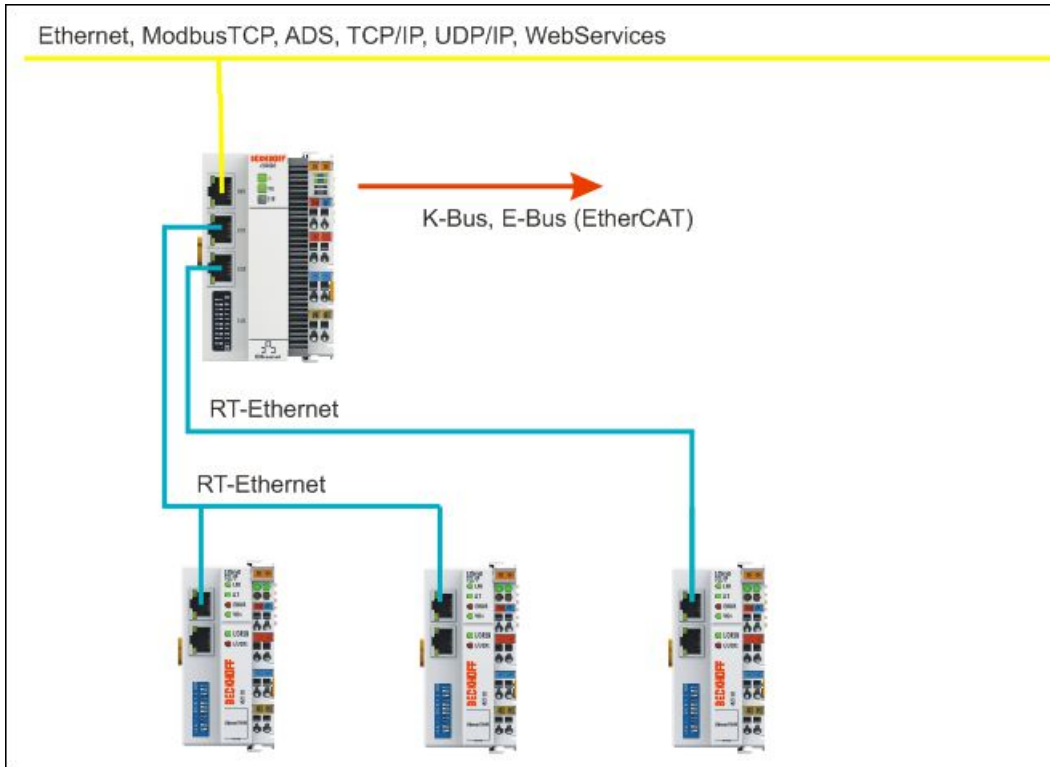 Ethernet, ModbusTCP, ADS, TCP/IP, UDP/IP, WebServices
BECKHOFF
K-Bus, E-Bus (EtherCAT)
RT-Ethernet
RT-Ethernet
BECKHOFF
BECKHOFF
BECKHOFF